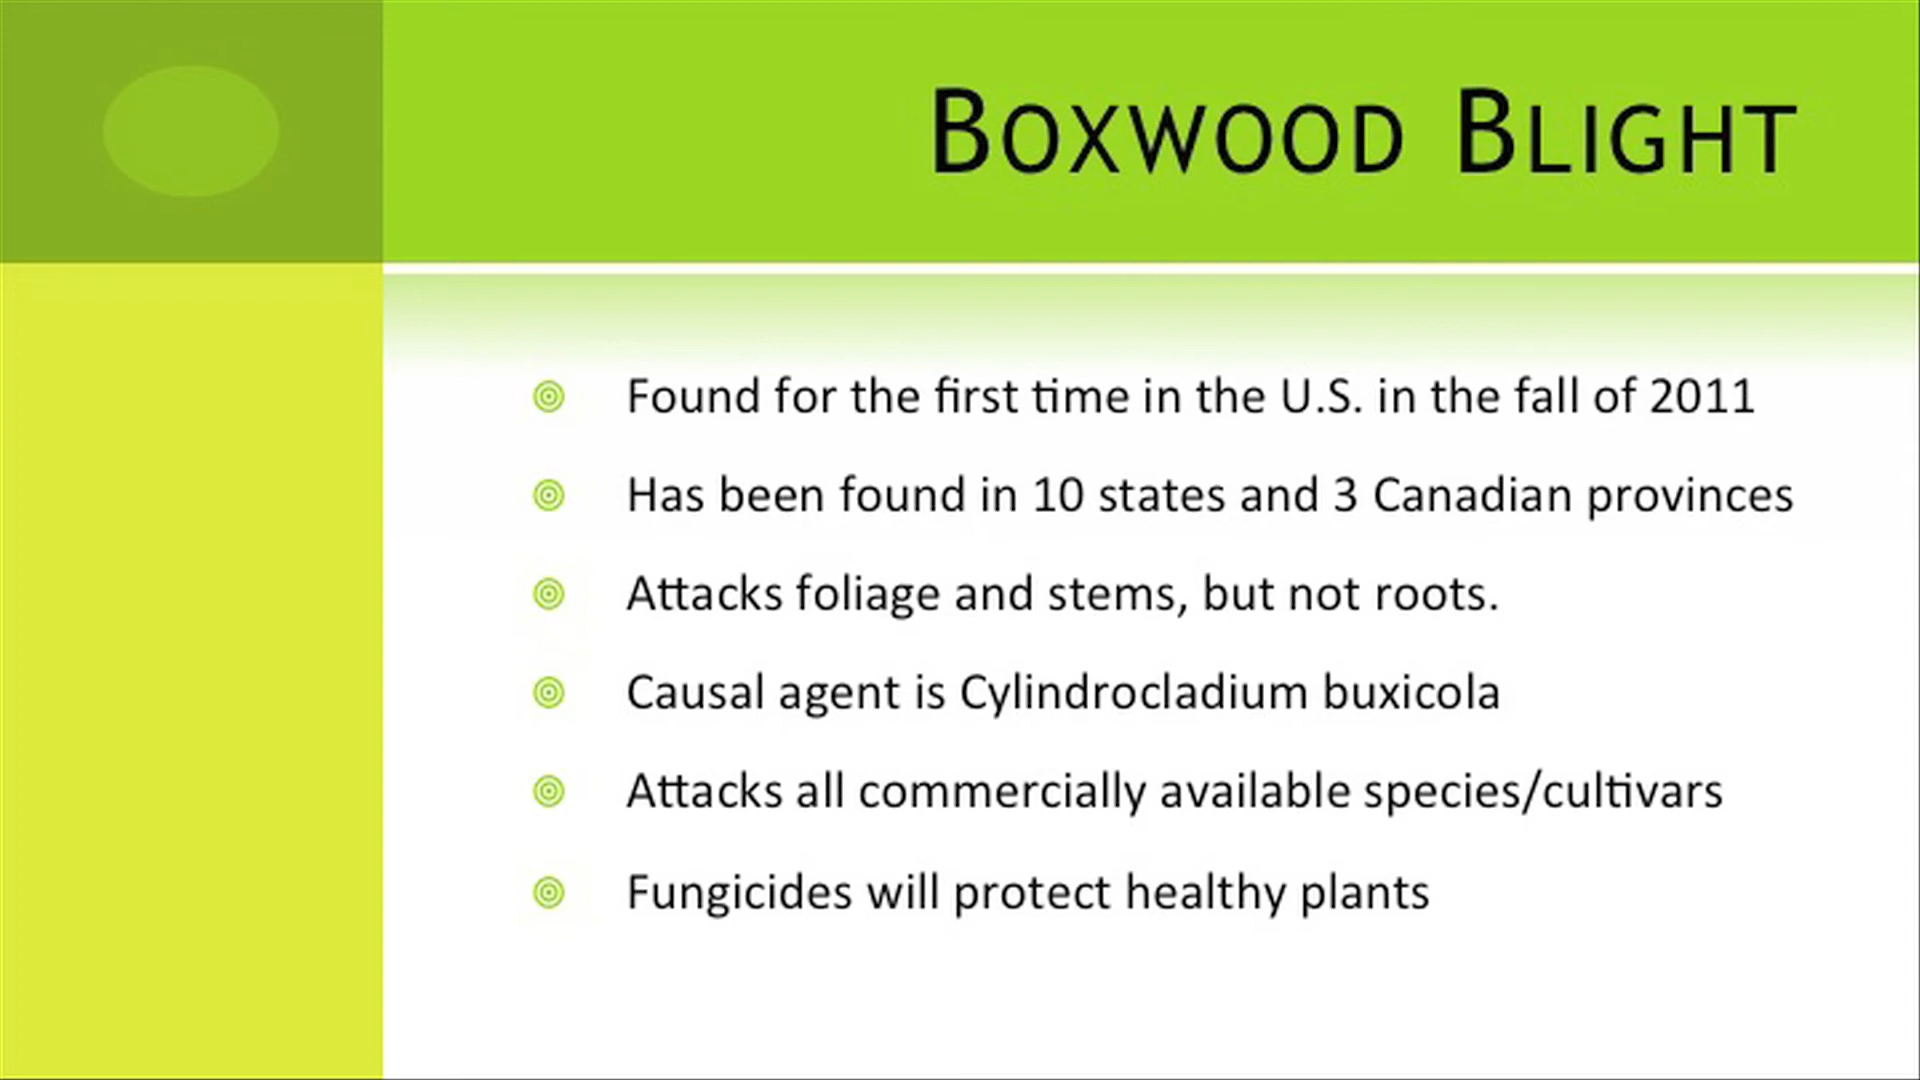 BOXWOOD BLIGHT
Found for the first time in the U.S. in the fall of 2011
Has been found in 10 states and 3 Canadian provinces
Attacks foliage and stems, but not roots.
Causal agent is Cylindrocladium buxicola
Attacks all commercially available species/cultivars
Fungicides will protect healthy plants